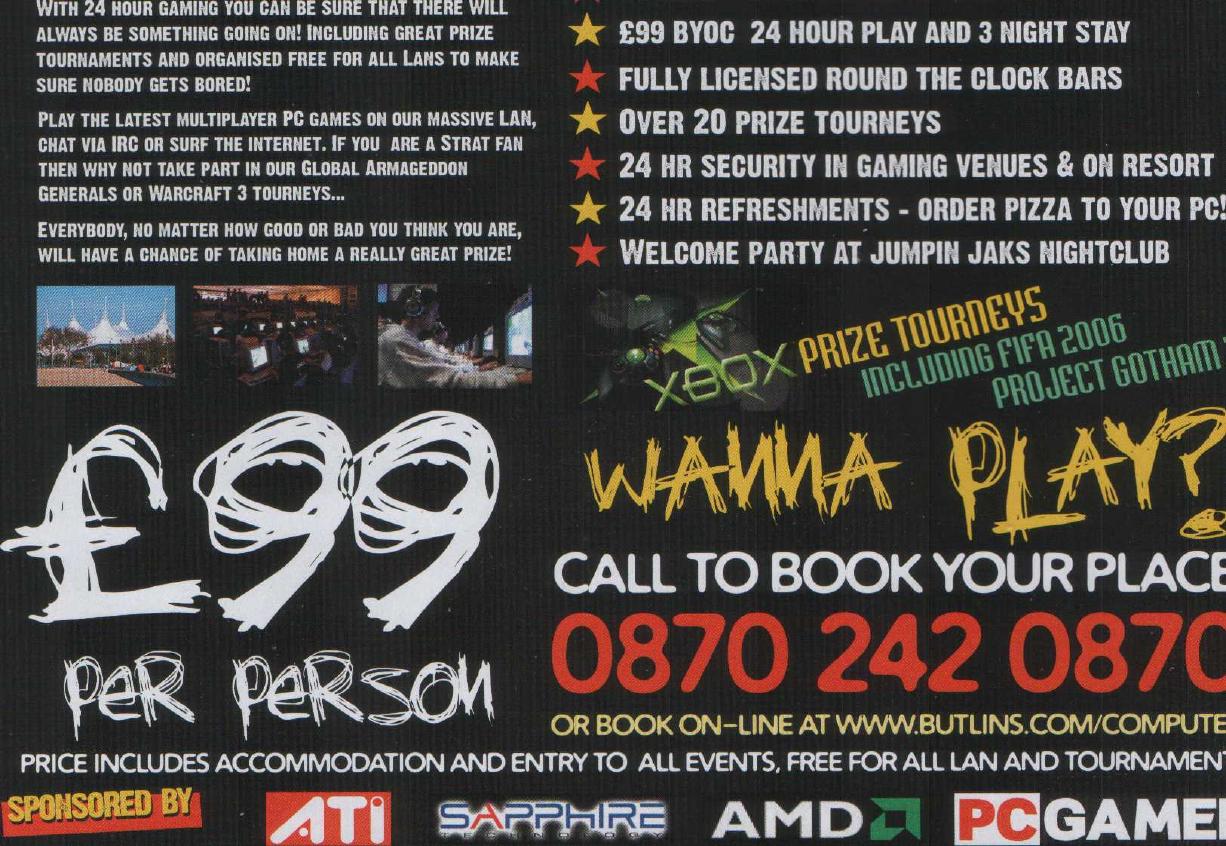 WITH 24 HOUR GAMING YOU CAN BE SURE THAT THERE WILL
ALWAYS BE SOMETHING GOING ON! INCLUDING GREAT PRIZE
TOURNAMENTS AND ORGANISED FREE FOR ALL LANS TO MAKE
SURE NOBODY GETS BORED!
PLAY THE LATEST MULTIPLAYER PC GAMES ON OUR MASSIVE LAN,
CHAT VIA IRC OR SURF THE INTERNET. IF YOU ARE A STRAT FAN
THEN WHY NOT TAKE PART IN OUR GLOBAL ARMAGEDDON
GENERALS OR WARCRAFT 3 TOURNEYS...
EVERYBODY, NO MATTER HOW GOOD OR BAD YOU THINK YOU ARE,
WILL HAVE A CHANCE OF TAKING HOME A REALLY GREAT PRIZE!
£99 PER PERSON
£99 BYOC 24 HOUR PLAY AND 3 NIGHT STAY
FULLY LICENSED ROUND THE CLOCK BARS
OVER 20 PRIZE TOURNEYS
24 HR SECURITY IN GAMING VENUES & ON RESORT
24 HR REFRESHMENTS - ORDER PIZZA TO YOUR PC!
WELCOME PARTY AT JUMPIN JAKS NIGHTCLUB
XBOX
PRIZE TOURNEYS
INCLUDING FIFA 2006
PROJECT GOTHAM
WANNA PLAY?
CALL TO BOOK YOUR PLACE
0870 242 0870
OR BOOK ON-LINE AT WWW.BUTLINS.COM/COMPUTE
PRICE INCLUDES ACCOMMODATION AND ENTRY TO ALL EVENTS, FREE FOR ALL LAN AND TOURNAMENT
SPONSORED BY
ATI
SAPPHIRE
TECHNOLOGY
AMD
PCGAMER